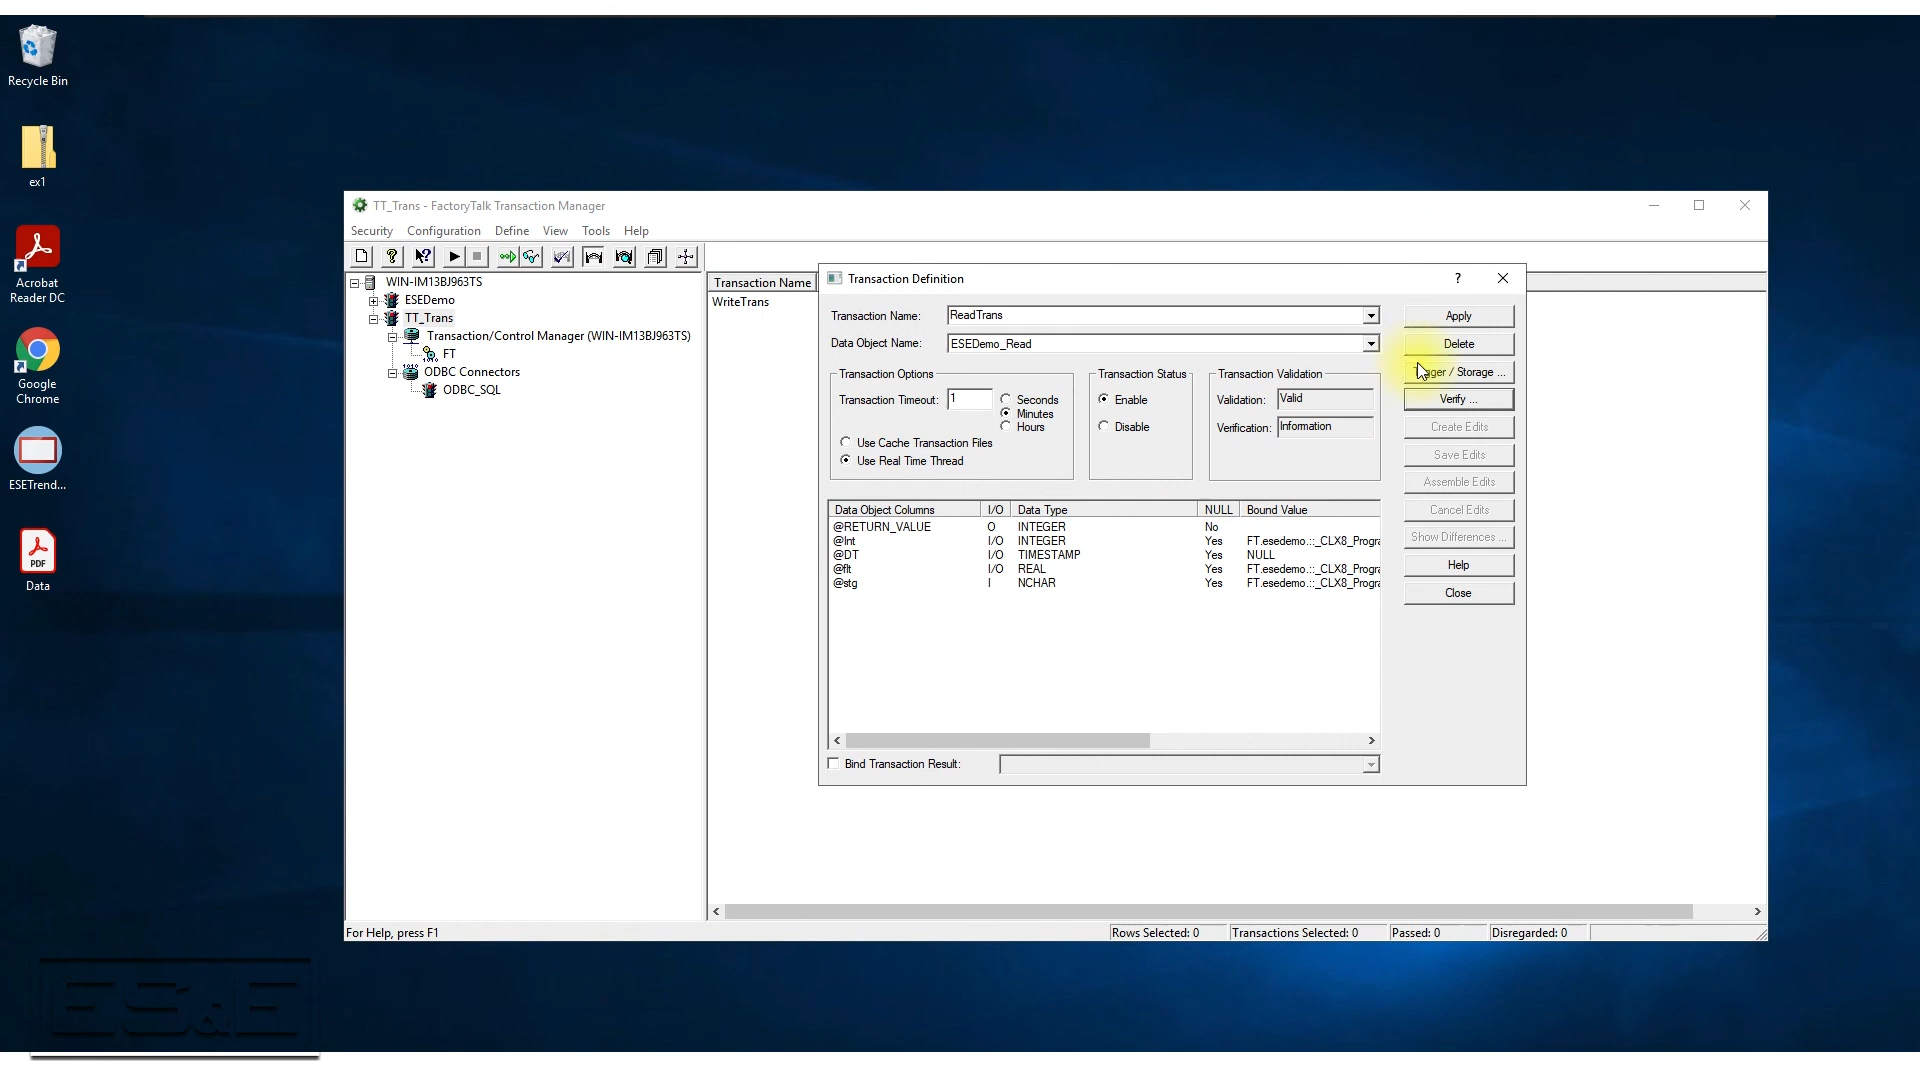 Recycle Bin
ex1
Acrobat
Reader DC
Google
Chrome
ESETrend...
PDF
Data
TT_Trans - FactoryTalk Transaction Manager
Security Configuration Define View Tools Help
WIN-IM13BJ963TS
ESEDemo
TT_Trans
Transaction/Control Manager (WIN-IM13BJ963TS)
FT
ODBC Connectors
ODBC_SQL
Transaction Name
WriteTrans
Transaction Definition
Transaction Name: ReadTrans
Data Object Name: ESEDemo_Read
Transaction Options
Transaction Timeout: 1
Seconds
Minutes
Hours
Use Cache Transaction Files
Use Real Time Thread
Transaction Status
Enable
Disable
Transaction Validation
Validation: Valid
Verification: Information
Data Object Columns I/O Data Type NULL Bound Value
@RETURN_VALUE O INTEGER No
@Int I/O INTEGER Yes FT.esedemo.::_CLX8_Progra
@DT I/O TIMESTAMP Yes NULL
@flt I/O REAL Yes FT.esedemo.::_CLX8_Progra
@stg I NCHAR Yes FT.esedemo.::_CLX8_Progra
Bind Transaction Result:
Apply
Delete
/ Storage ...
Verify ...
Create Edits
Save Edits
Assemble Edits
Cancel Edits
Show Differences ...
Help
Close
For Help, press F1
Rows Selected: 0 Transactions Selected: 0 Passed: 0 Disregarded: 0
ES&E